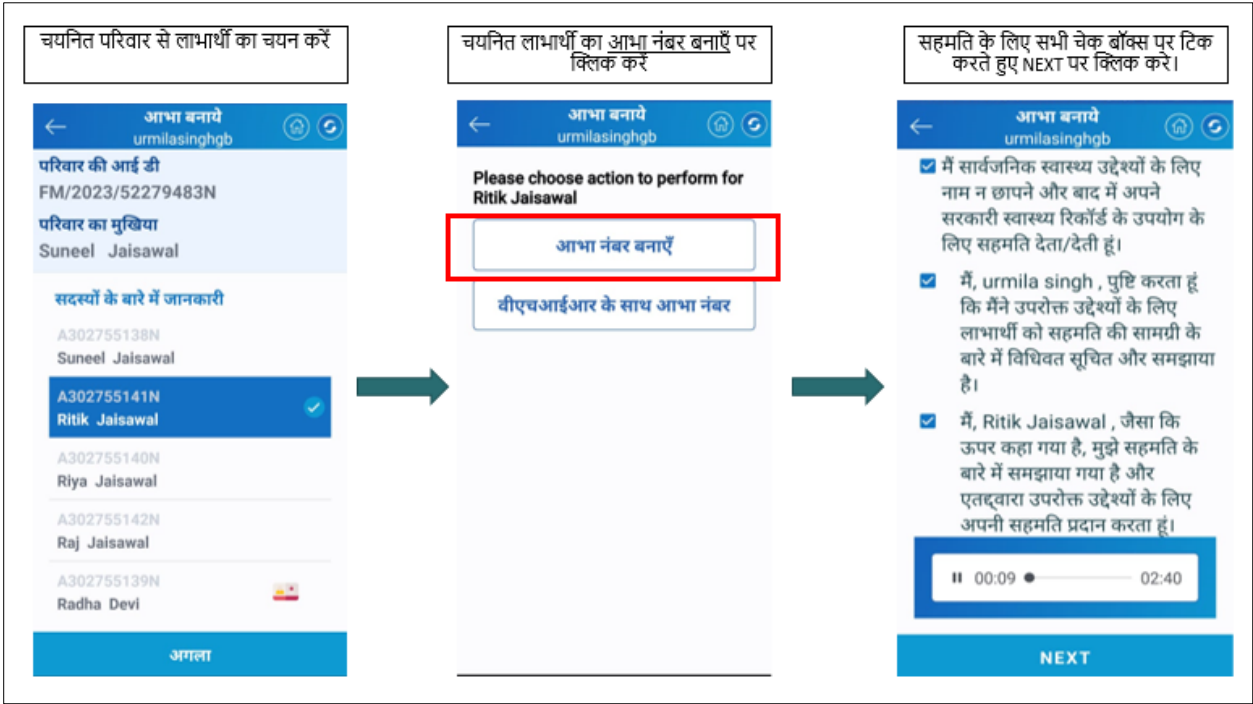 चयनित परिवार से लाभार्थी का चयन करें
आभा बनाये
urmilasinghgb
परिवार की आई डी
FM/2023/52279483N
परिवार का मुखिया
Suneel Jaisawal
सदस्यों के बारे में जानकारी
A302755138N
Suneel Jaisawal
A302755141N
Ritik Jaisawal
A302755140N
Riya Jaisawal
A302755142N
Raj Jaisawal
A302755139N
Radha Devi
अगला
चयनित लाभार्थी का आभा नंबर बनाएँ पर
क्लिक करें
आभा बनाये
urmilasinghgb
Please choose action to perform for
Ritik Jaisawal
आभा नंबर बनाएँ
वीएचआईआर के साथ आभा नंबर
सहमति के लिए सभी चेक बॉक्स पर टिक
करते हुए NEXT पर क्लिक करे।
आभा बनाये
urmilasinghgb
मैं सार्वजनिक स्वास्थ्य उद्देश्यों के लिए
नाम न छापने और बाद में अपने
सरकारी स्वास्थ्य रिकॉर्ड के उपयोग के
लिए सहमति देता/देती हूं।
मैं, urmila singh , पुष्टि करता हूं
कि मैंने उपरोक्त उद्देश्यों के लिए
लाभार्थी को सहमति की सामग्री के
बारे में विधिवत सूचित और समझाया
है।
मैं, Ritik Jaisawal , जैसा कि
ऊपर कहा गया है, मुझे सहमति के
बारे में समझाया गया है और
एतद्द्वारा उपरोक्त उद्देश्यों के लिए
अपनी सहमति प्रदान करता हूं।
00:09 02:40
NEXT